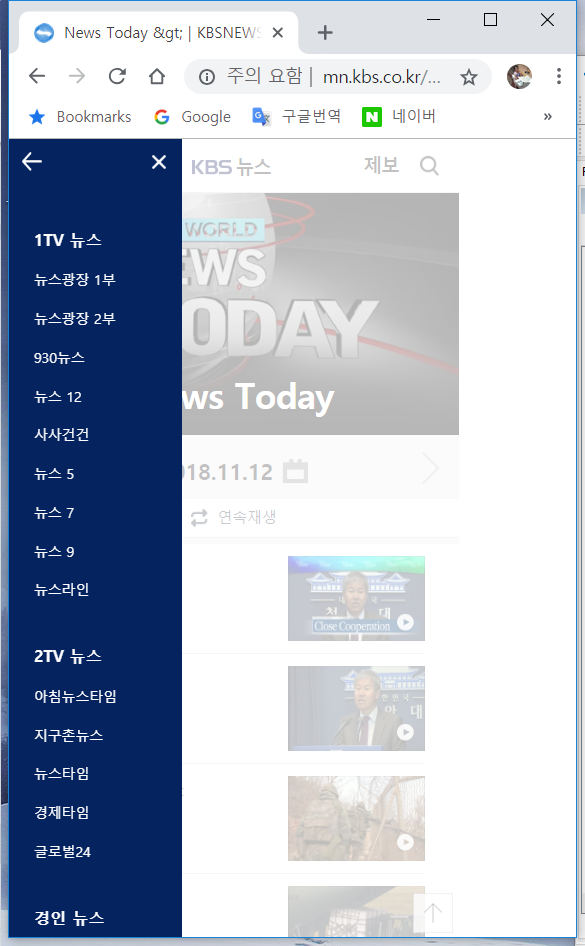 News Today &gt; | KBSNEWS
주의 요함 | mn.kbs.co.kr/...
Bookmarks Google 구글번역 네이버 »
KBS 뉴스 제보
WORLD
NEWS
TODAY
ws Today
018.11.12
연속재생
청 와 대
Close Cooperation
1TV 뉴스
뉴스광장 1부
뉴스광장 2부
930뉴스
뉴스 12
사사건건
뉴스 5
뉴스 7
뉴스 9
뉴스라인
2TV 뉴스
아침뉴스타임
지구촌뉴스
뉴스타임
경제타임
글로벌24
경인 뉴스